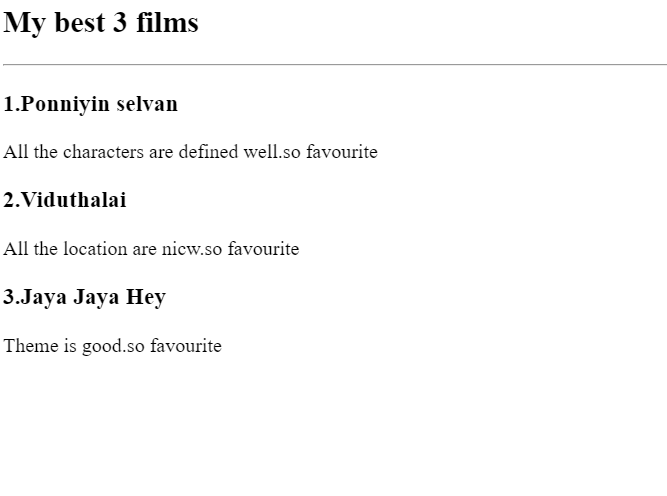 My best 3 films
1.Ponniyin selvan
All the characters are defined well.so favourite
2.Viduthalai
All the location are nicw.so favourite
3.Jaya Jaya Hey
Theme is good.so favourite